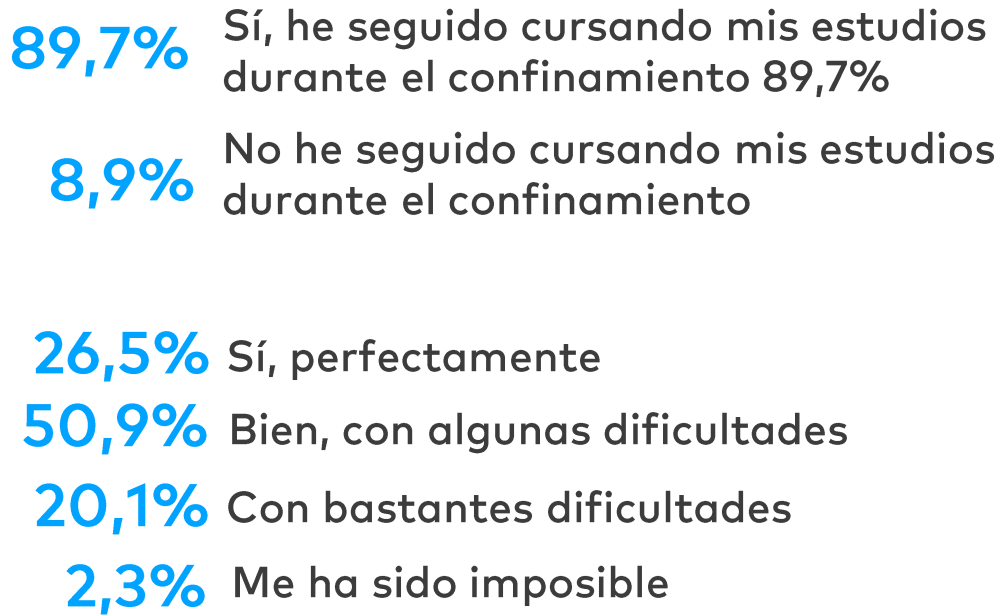 89,7%
Sí, he seguido cursando mis estudios
durante el confinamiento 89,7%
8,9%
No he seguido cursando mis estudios
durante el confinamiento
26,5% Sí, perfectamente
50,9% Bien, con algunas dificultades
20,1% Con bastantes dificultades
2,3% Me ha sido imposible